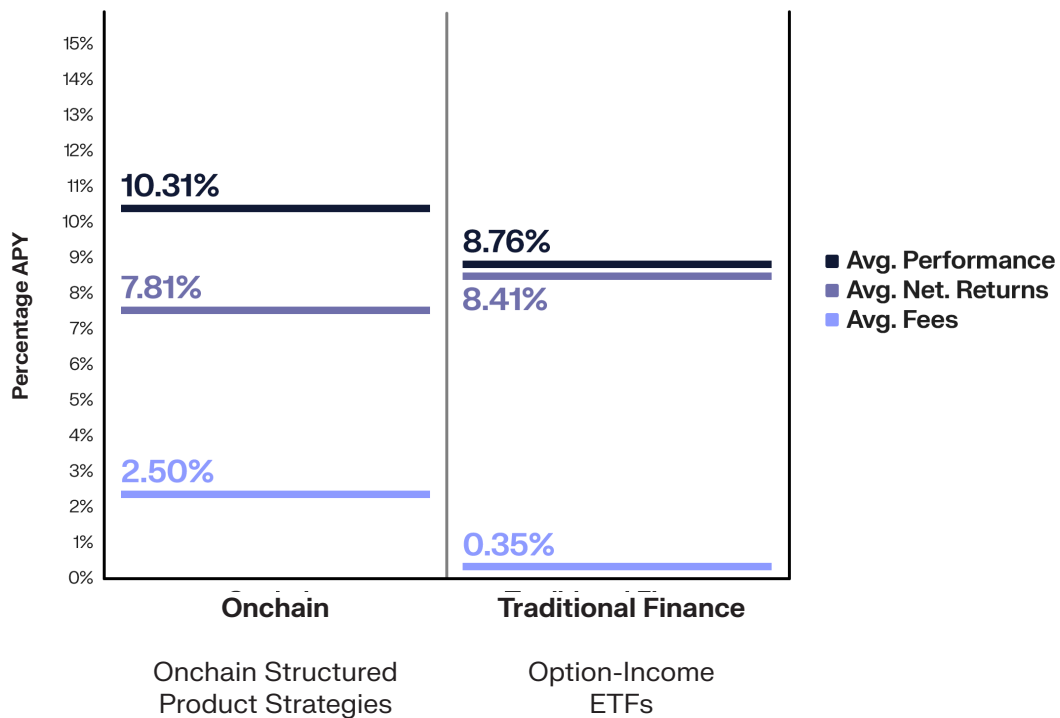 15%
14%
13%
12%
11%
10%
9%
8%
7%
6%
5%
4%
3%
2%
1%
0%
Percentage APY
10.31%
7.81%
2.50%
8.76%
8.41%
0.35%
Avg. Performance
Avg. Net. Returns
Avg. Fees
Onchain
Traditional Finance
Onchain Structured
Product Strategies
Option-Income
ETFs